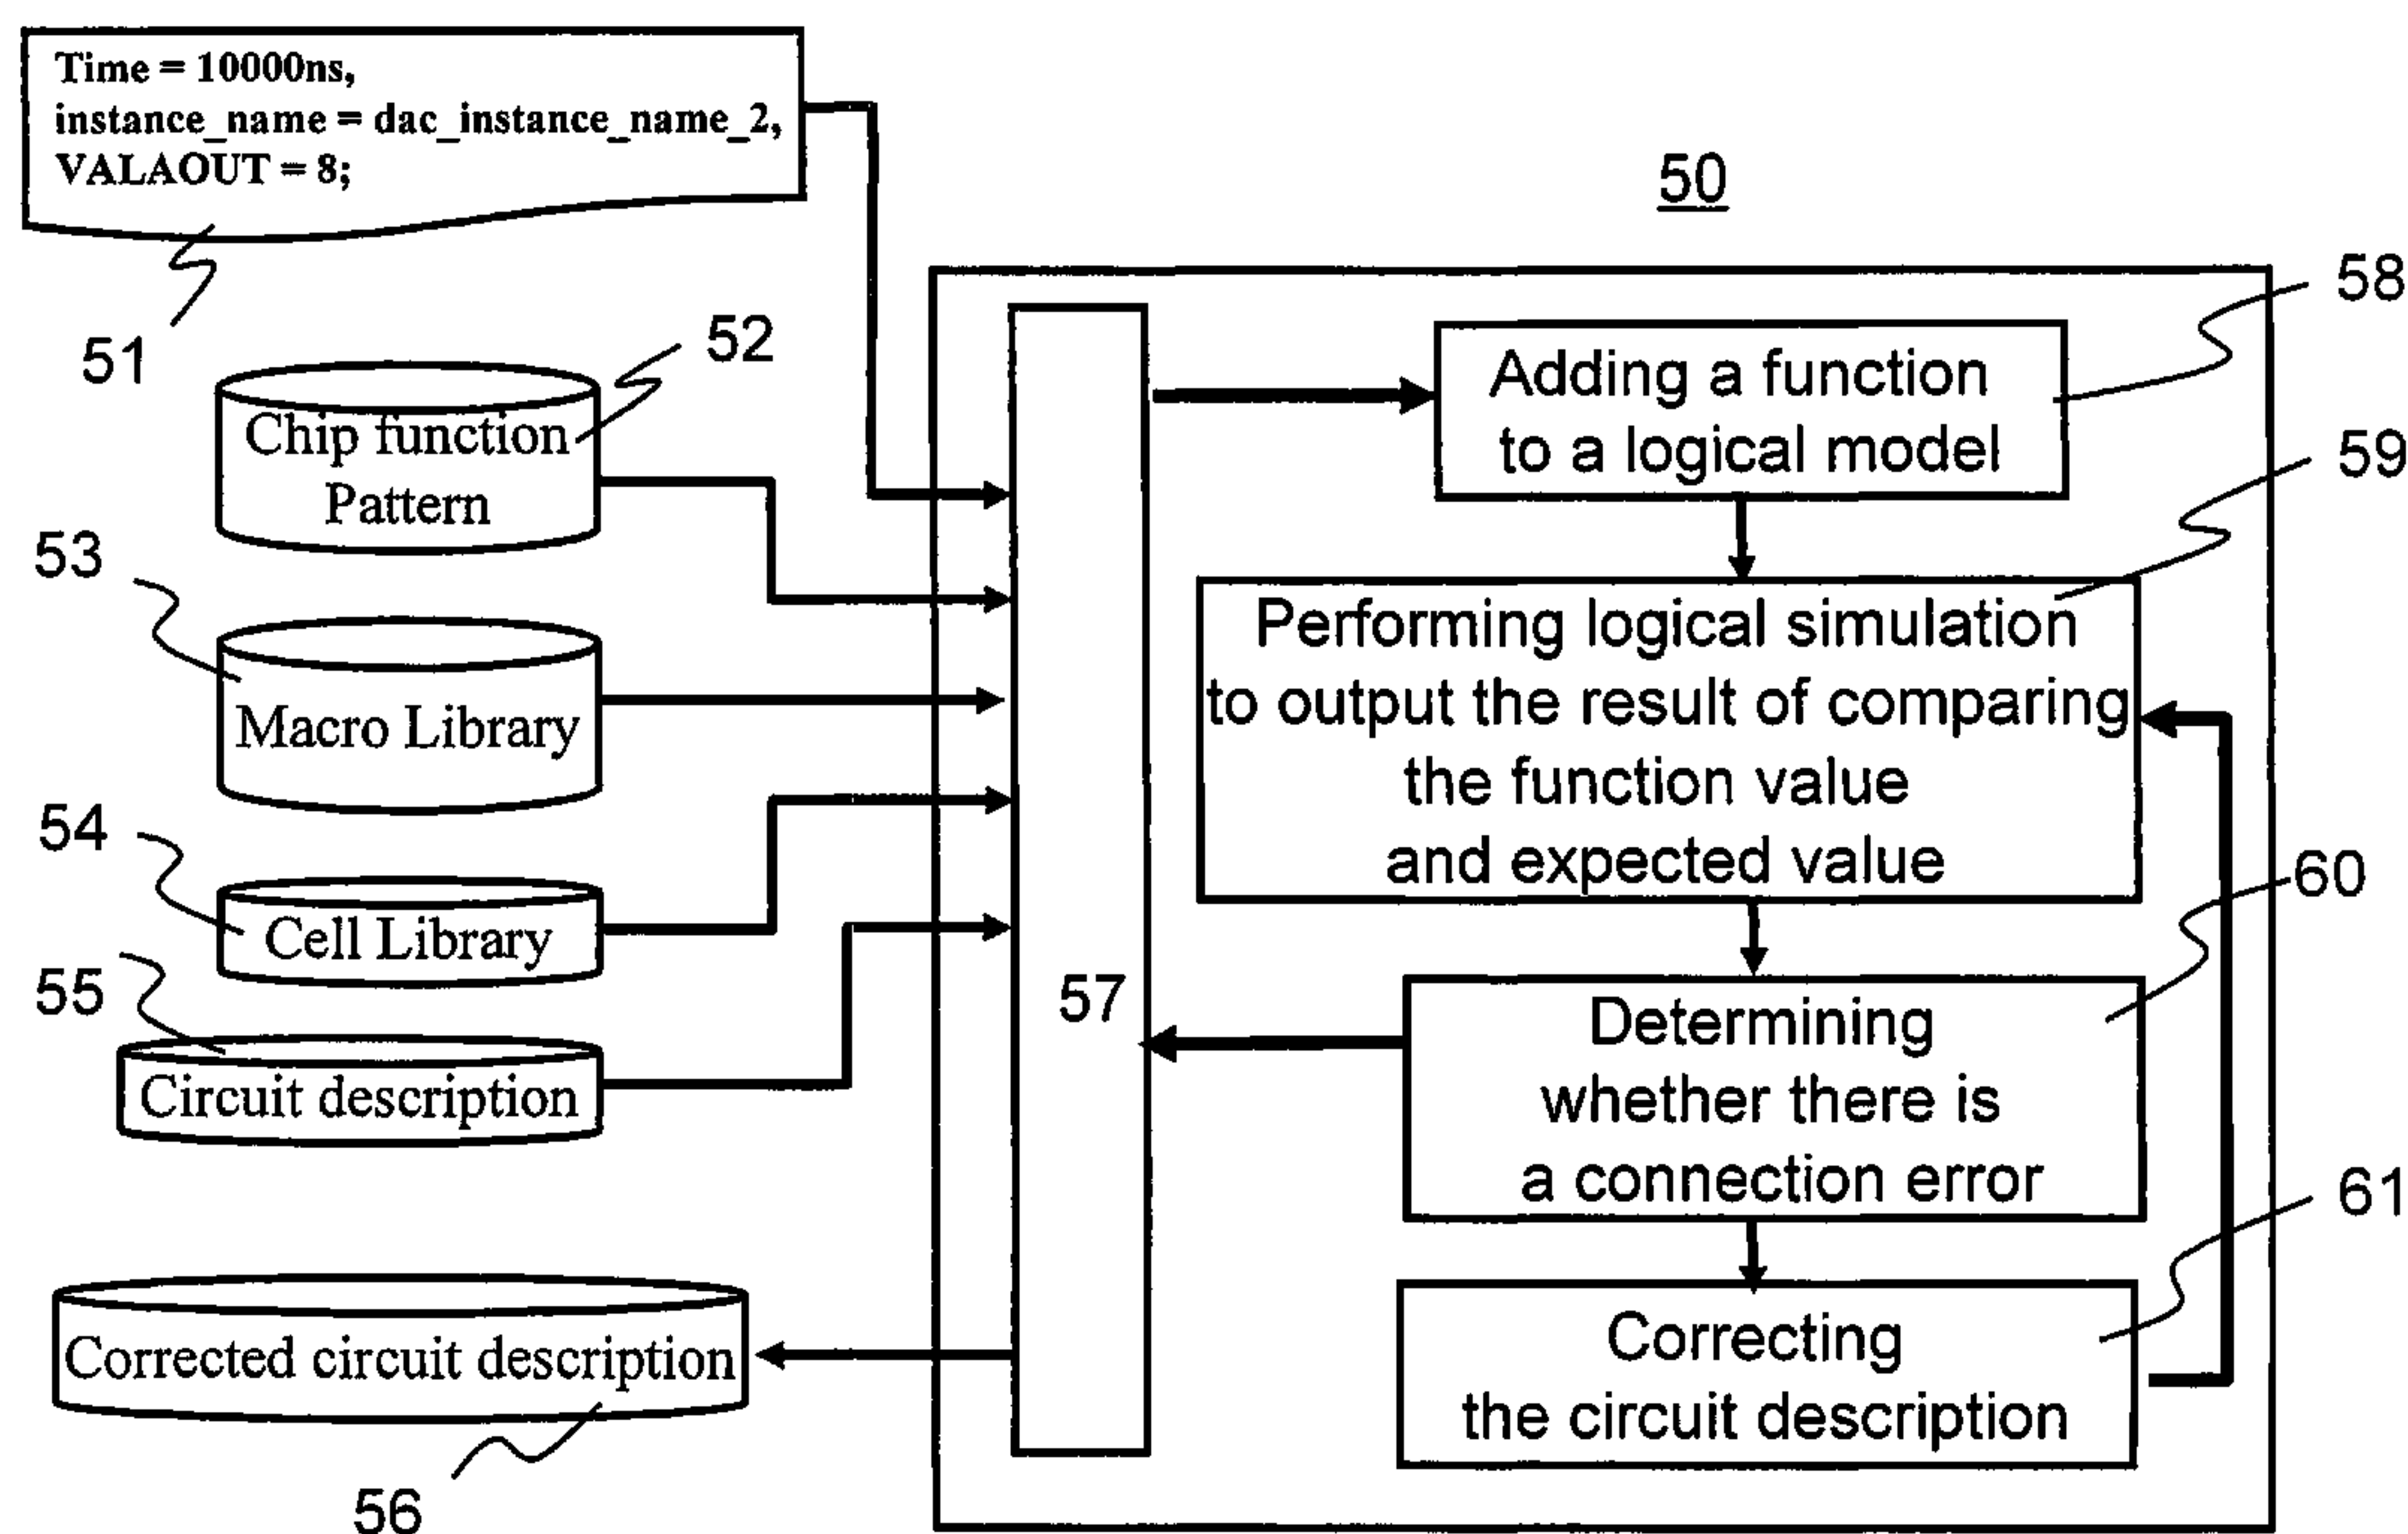 Time = 10000ns,
instance_name = dac_instance_name_2,
VALAOUT = 8;
50
51
52
Chip function
Pattern
53
Macro Library
54
Cell Library
55
Circuit description
Corrected circuit description
56
57
58
Adding a function
to a logical model
59
Performing logical simulation
to output the result of comparing
the function value
and expected value
60
Determining
whether there is
a connection error
61
Correcting
the circuit description